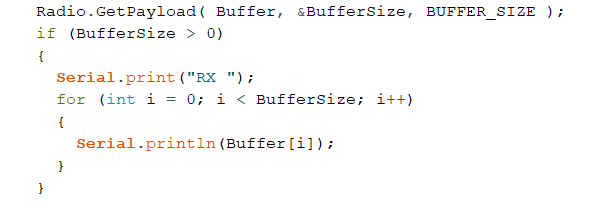 Radio.GetPayload( Buffer, &BufferSize, BUFFER_SIZE );
if (BufferSize > 0)
{
Serial.print("RX ");
for (int i = 0; i < BufferSize; i++)
{
Serial.println(Buffer[i]);
}
}